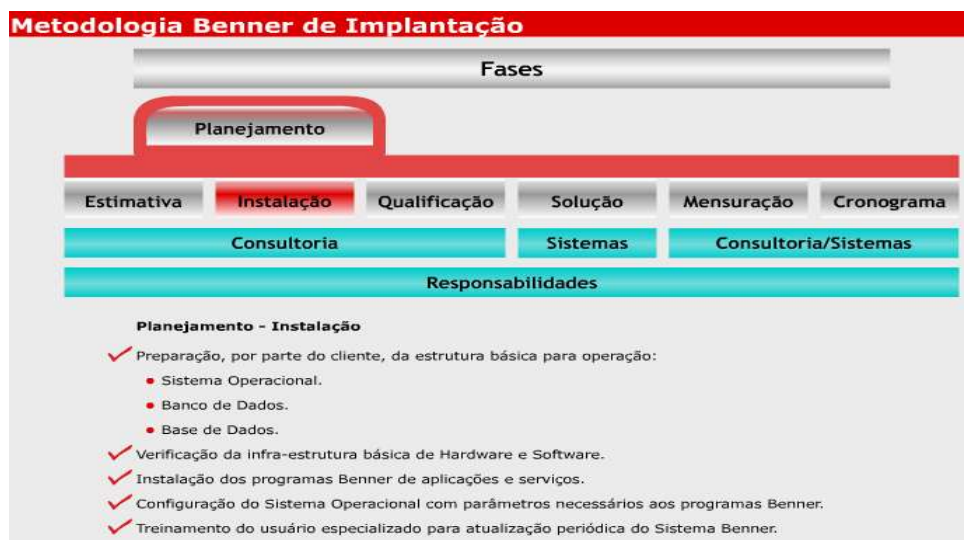 Metodologia Benner de Implantação
Fases
Planejamento
Estimativa Instalação Qualificação Solução Mensuração Cronograma
Consultoria Sistemas Consultoria/Sistemas
Responsabilidades
Planejamento - Instalação
Preparação, por parte do cliente, da estrutura básica para operação:
Sistema Operacional.
Banco de Dados.
Base de Dados.
Verificação da infra-estrutura básica de Hardware e Software.
Instalação dos programas Benner de aplicações e serviços.
Configuração do Sistema Operacional com parâmetros necessários aos programas Benner.
Treinamento do usuário especializado para atualização periódica do Sistema Benner.